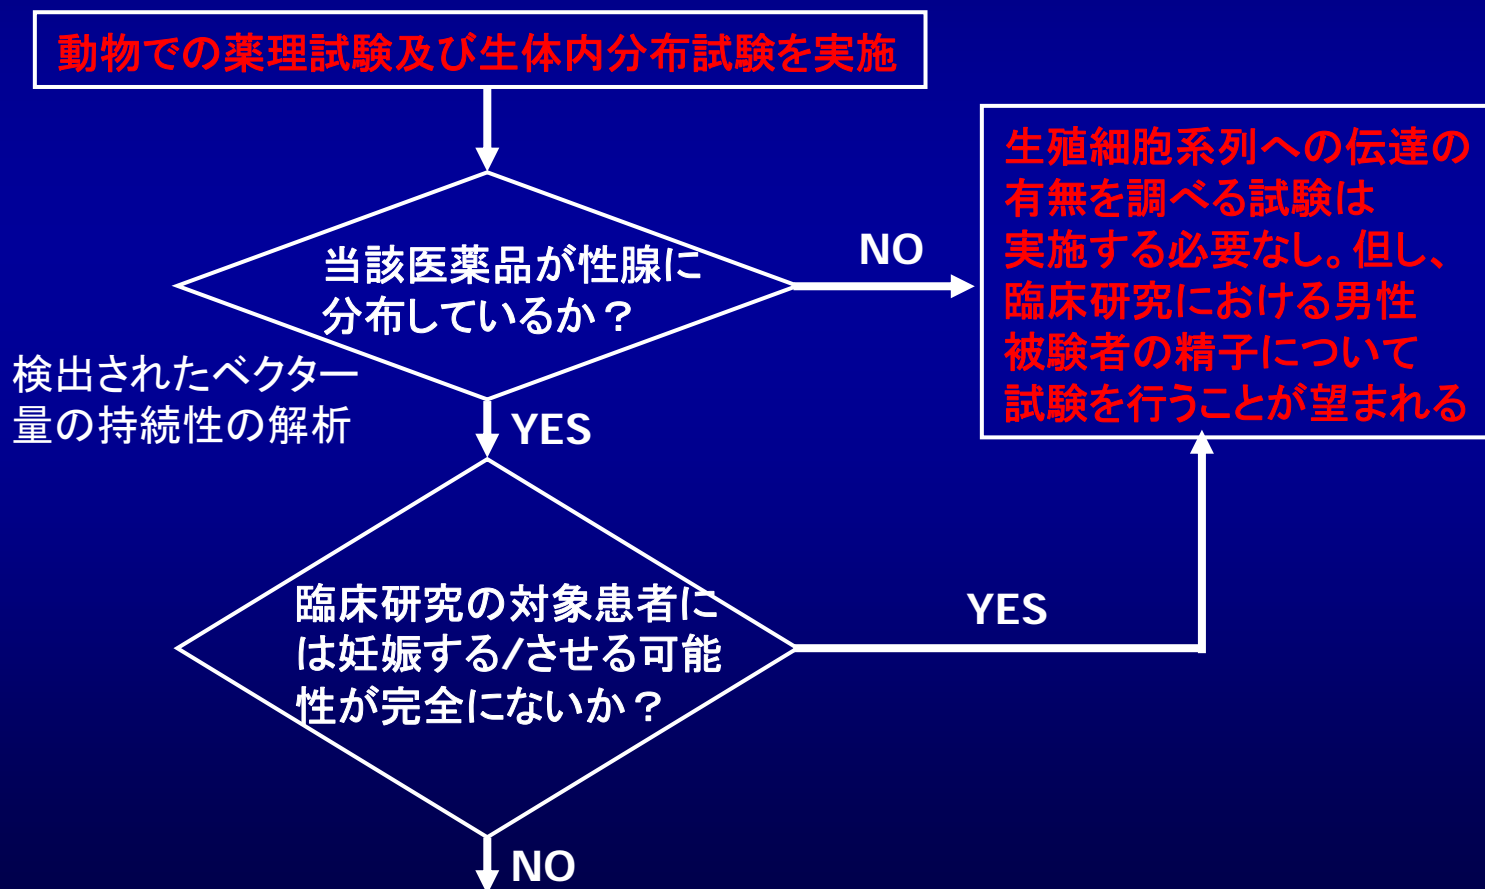 動物での薬理試験及び生体内分布試験を実施
当該医薬品が性腺に
分布しているか？
NO
生殖細胞系列への伝達の
有無を調べる試験は
実施する必要なし。但し、
臨床研究における男性
被験者の精子について
試験を行うことが望まれる
検出されたベクター
量の持続性の解析
YES
臨床研究の対象患者に
は妊娠する/させる可能
性が完全にないか？
YES
NO